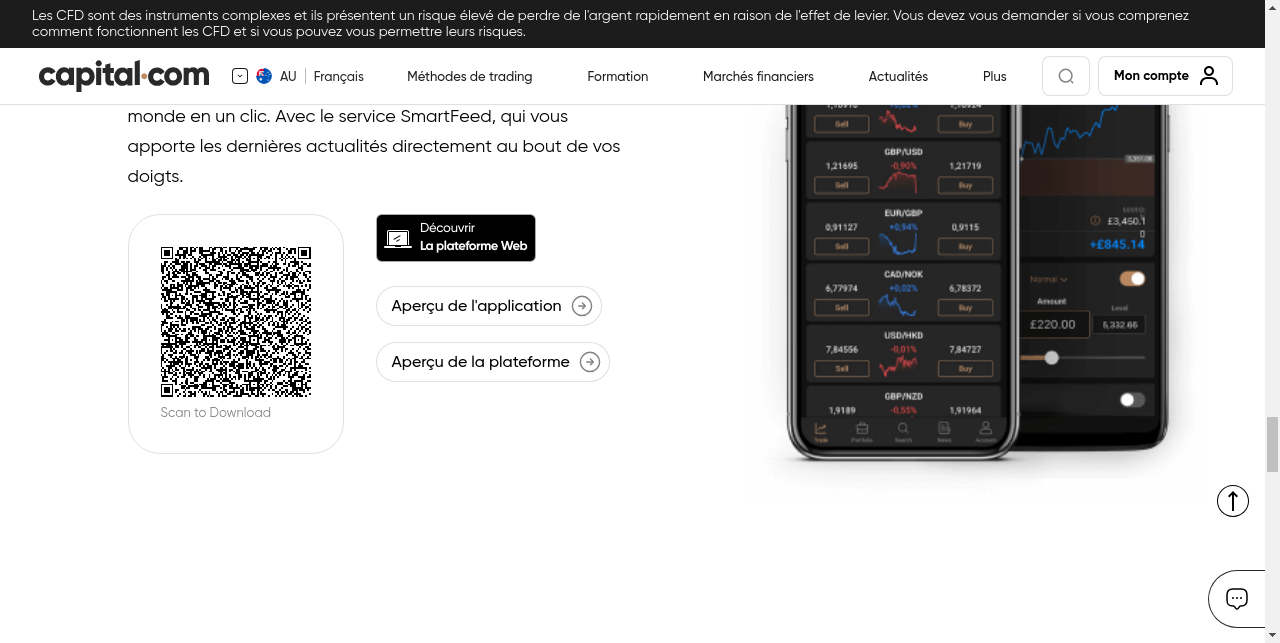 Les CFD sont des instruments complexes et ils présentent un risque élevé de perdre de l'argent rapidement en raison de l'effet de levier. Vous devez vous demander si vous comprenez
comment fonctionnent les CFD et si vous pouvez vous permettre leurs risques.
capital.com
AU
Français
Méthodes de trading
Formation
Marchés financiers
Actualités
Plus
Mon compte
monde en un clic. Avec le service SmartFeed, qui vous
apporte les dernières actualités directement au bout de vos
doigts.
Découvrir
La plateforme Web
Aperçu de l'application
Aperçu de la plateforme
Scan to Download
Sell
Buy
GBP/USD
1,21695
-0,90%
1,21719
Sell
Buy
EUR/GBP
0,91127
+0,94%
0,9115
Sell
Buy
CAD/NOK
6,77974
+0,02%
6,78372
Sell
Buy
USD/HKD
7,84556
-0,01%
7,84727
Sell
Buy
GBP/NZD
1,9189
-0,55%
1,91964
Trade
Portfolio
Search
News
Account
+£845.14
Normal
Amount
Level
£220.00
5,332.65